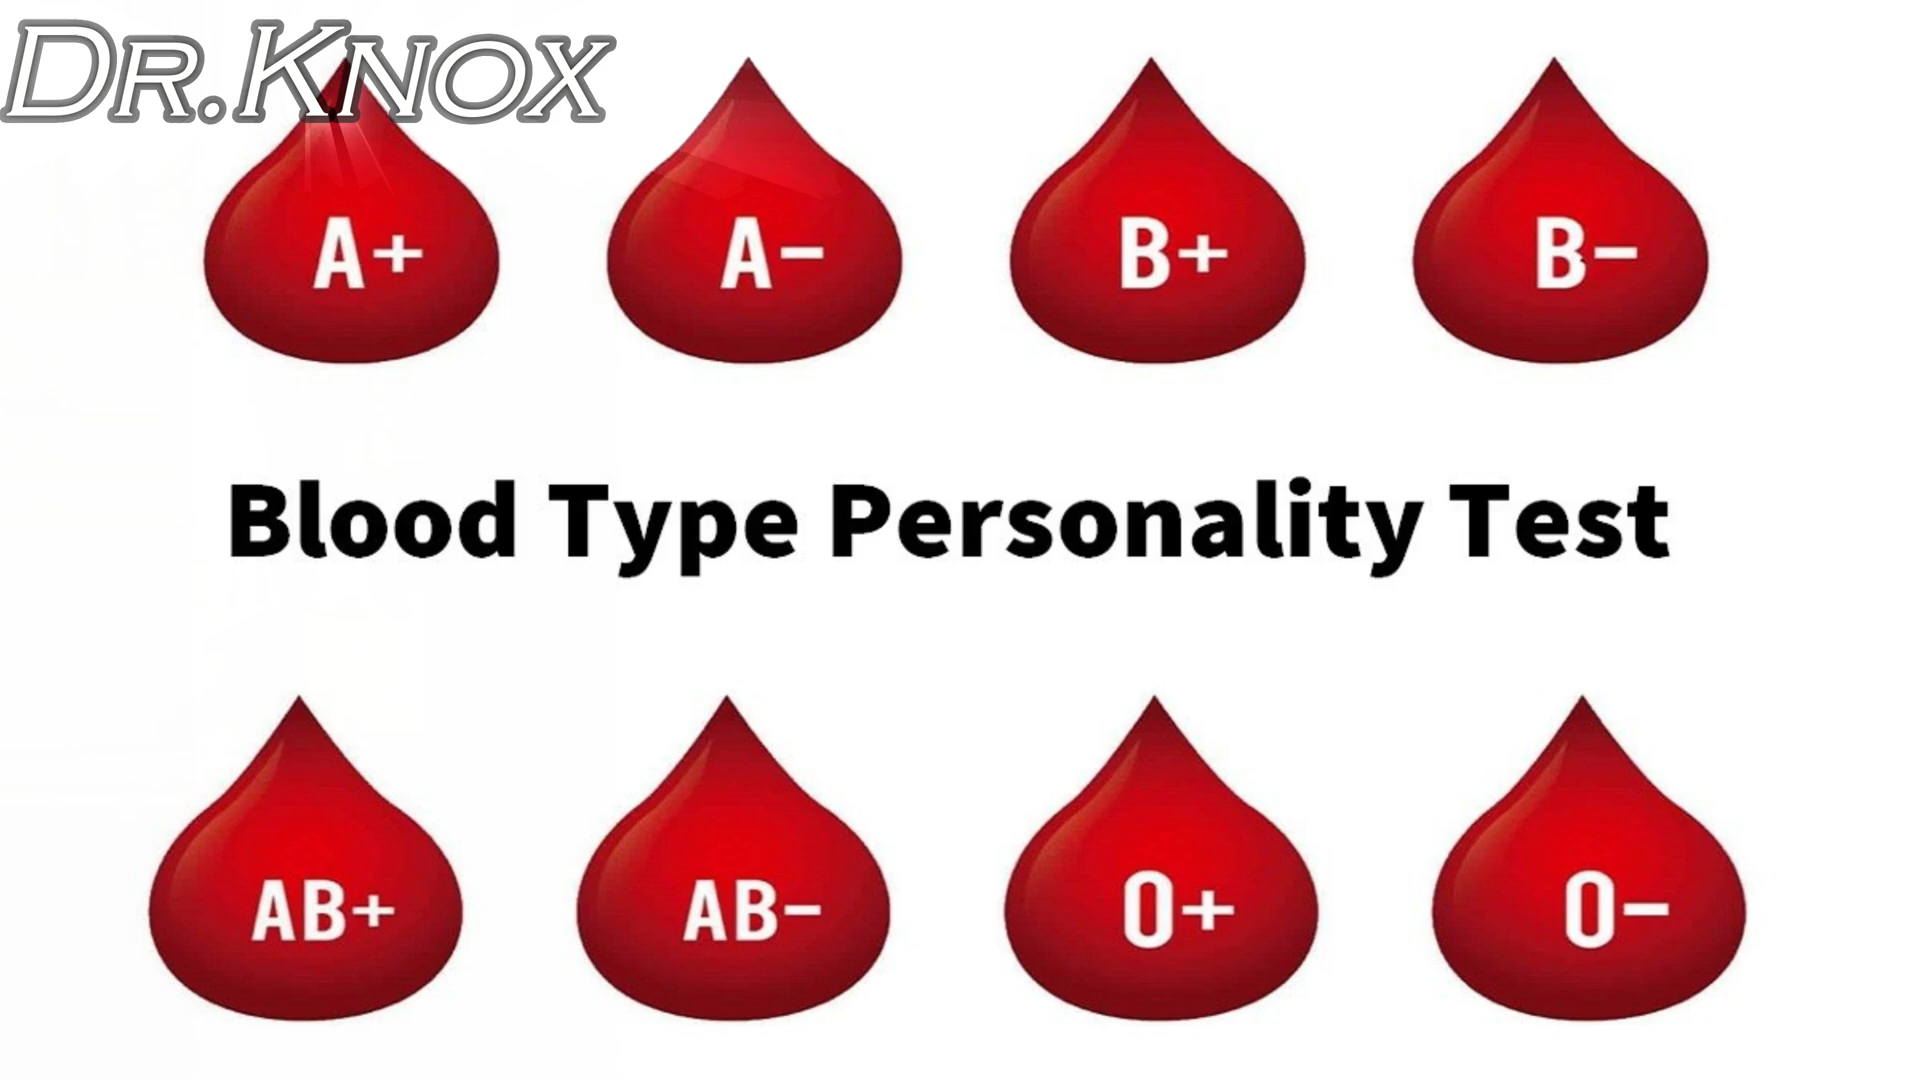 DR.KNOX
A+ A- B+ B-
Blood Type Personality Test
AB+ AB- O+ O-